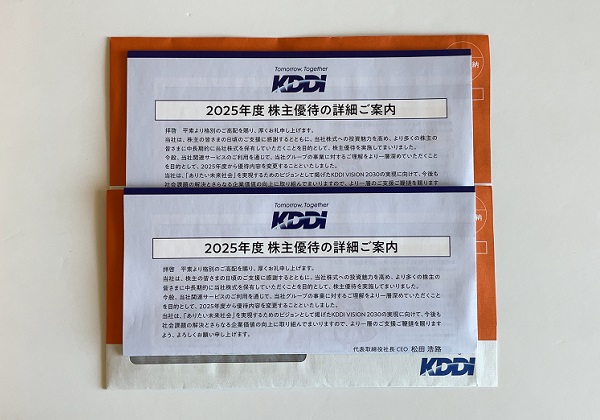 Tomorrow, Together
KDDI
2025年度 株主優待の詳細ご案内
拝啓　平素より格別のご高配を賜り、厚くお礼申し上げます。
当社は、株主の皆さまの日頃のご支援に感謝するとともに、当社株式への投資魅力を高め、より多くの株主の
皆さまに中長期的に当社株式を保有していただくことを目的として、株主優待を実施してまいりました。
今般、当社関連サービスのご利用を通じて、当社グループの事業に対するご理解をより一層深めていただくこと
を目的として、2025年度から優待内容を変更することといたしました。
当社は、「ありたい未来社会」を実現するためのビジョンとして掲げたKDDI VISION 2030の実現に向けて、今後も
社会課題の解決とさらなる企業価値の向上に取り組んでまいりますので、より一層のご支援ご鞭撻を賜ります
Tomorrow, Together
KDDI
2025年度 株主優待の詳細ご案内
拝啓　平素より格別のご高配を賜り、厚くお礼申し上げます。
当社は、株主の皆さまの日頃のご支援に感謝するとともに、当社株式への投資魅力を高め、より多くの株主の
皆さまに中長期的に当社株式を保有していただくことを目的として、株主優待を実施してまいりました。
今般、当社関連サービスのご利用を通じて、当社グループの事業に対するご理解をより一層深めていただくこと
を目的として、2025年度から優待内容を変更することといたしました。
当社は、「ありたい未来社会」を実現するためのビジョンとして掲げたKDDI VISION 2030の実現に向けて、今後も
社会課題の解決とさらなる企業価値の向上に取り組んでまいりますので、より一層のご支援ご鞭撻を賜ります
よう、よろしくお願い申し上げます。
代表取締役社長 CEO　松田 浩路
KDDI